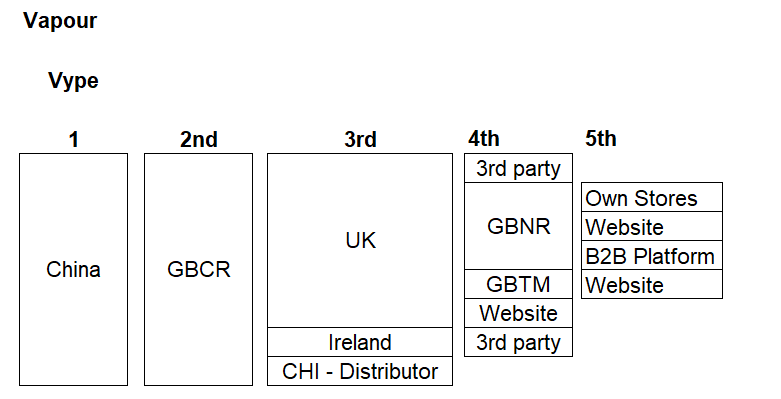 Vapour
Vype
1 2nd 3rd 4th 5th
3rd party
Own Stores
GBNR
Website
UK
B2B Platform
China GBCR
GBTM
Website
Website
Ireland
3rd party
CHI - Distributor